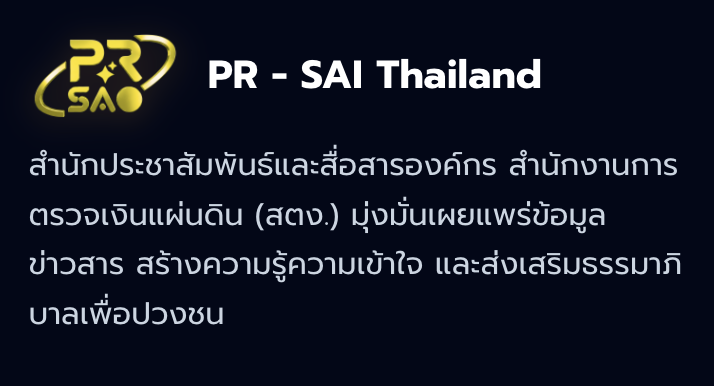 PR
SAO
PR - SAI Thailand
สำนักประชาสัมพันธ์และสื่อสารองค์กร สำนักงานการ
ตรวจเงินแผ่นดิน (สตง.) มุ่งมั่นเผยแพร่ข้อมูล
ข่าวสาร สร้างความรู้ความเข้าใจ และส่งเสริมธรรมาภิ
บาลเพื่อปวงชน